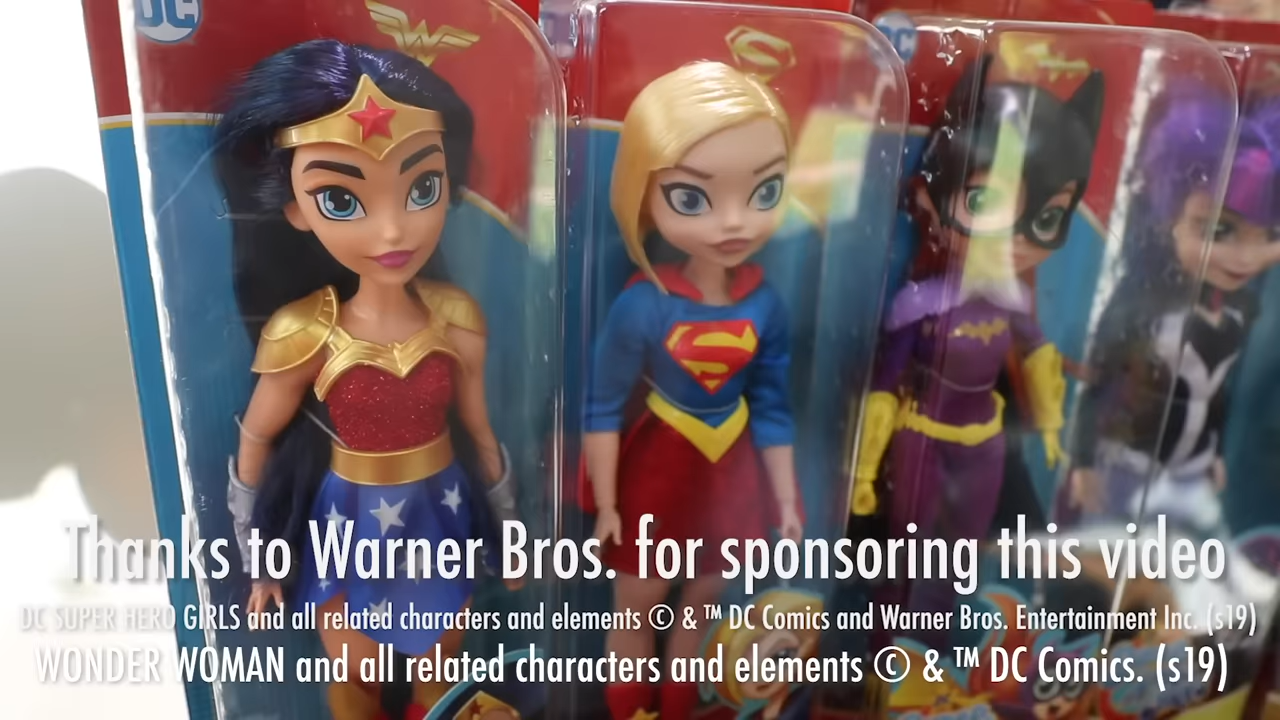 DC
DC
S
Thanks to Warner Bros. for sponsoring this video
DC SUPER HERO GIRLS and all related characters and elements © & ™ DC Comics and Warner Bros. Entertainment Inc. (s19)
WONDER WOMAN and all related characters and elements © & ™ DC Comics. (s19)